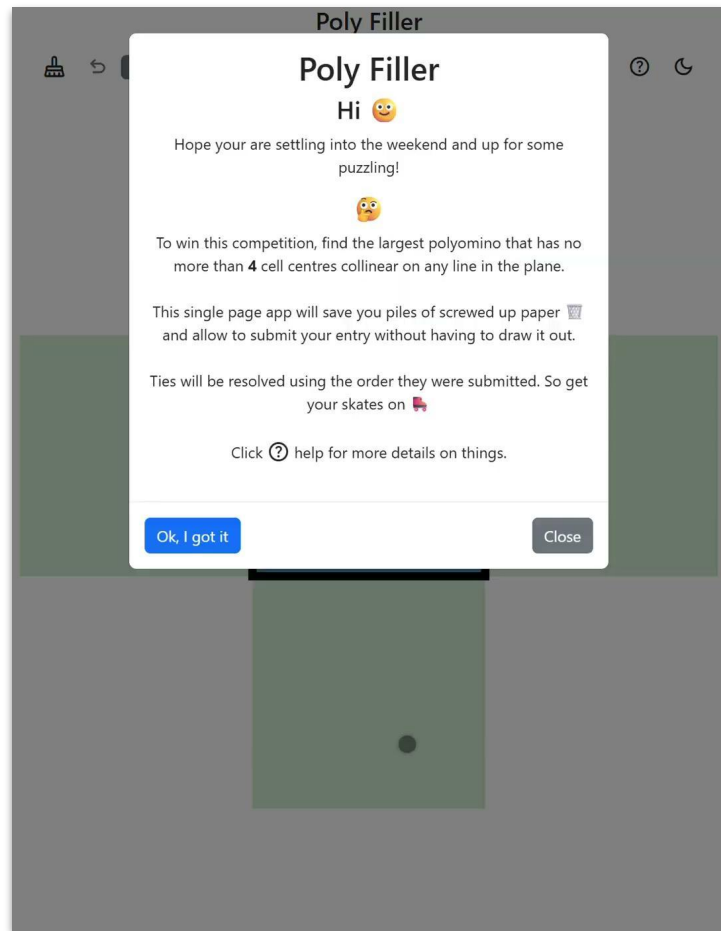 Poly Filler
Poly Filler
Hi
Hope your are settling into the weekend and up for some
puzzling!
To win this competition, find the largest polyomino that has no
more than 4 cell centres collinear on any line in the plane.
This single page app will save you piles of screwed up paper
and allow to submit your entry without having to draw it out.
Ties will be resolved using the order they were submitted. So get
your skates on
Click ? help for more details on things.
Ok, I got it
Close